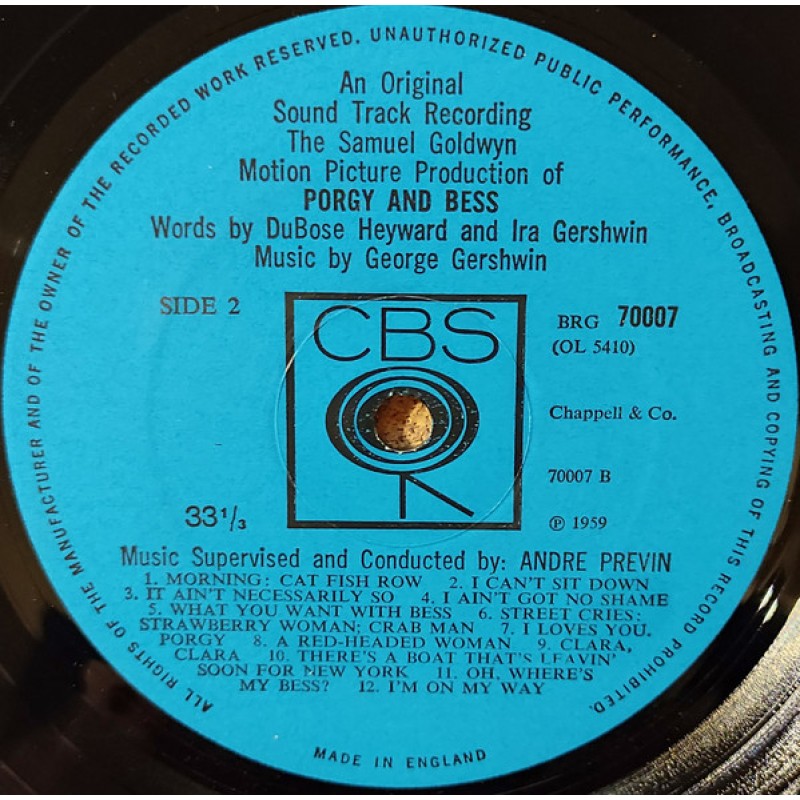 ALL RIGHTS OF THE MANUFACTURER AND OF THE OWNER OF THE RECORDED WORK RESERVED. UNAUTHORIZED PUBLIC PERFORMANCE, BROADCASTING AND COPYING OF THIS RECORD PROHIBITED.
An Original
Sound Track Recording
The Samuel Goldwyn
Motion Picture Production of
PORGY AND BESS
Words by DuBose Heyward and Ira Gershwin
Music by George Gershwin
SIDE 2
CBS
BRG 70007
(OL 5410)
Chappell & Co.
70007 B
33 1/3
℗ 1959
Music Supervised and Conducted by: ANDRE PREVIN
1. MORNING: CAT FISH ROW 2. I CAN'T SIT DOWN
3. IT AIN'T NECESSARILY SO 4. I AIN'T GOT NO SHAME
5. WHAT YOU WANT WITH BESS 6. STREET CRIES:
STRAWBERRY WOMAN; CRAB MAN 7. I LOVES YOU.
PORGY 8. A RED-HEADED WOMAN 9. CLARA,
CLARA 10. THERE'S A BOAT THAT'S LEAVIN'
SOON FOR NEW YORK 11. OH, WHERE'S
MY BESS? 12. I'M ON MY WAY
MADE IN ENGLAND